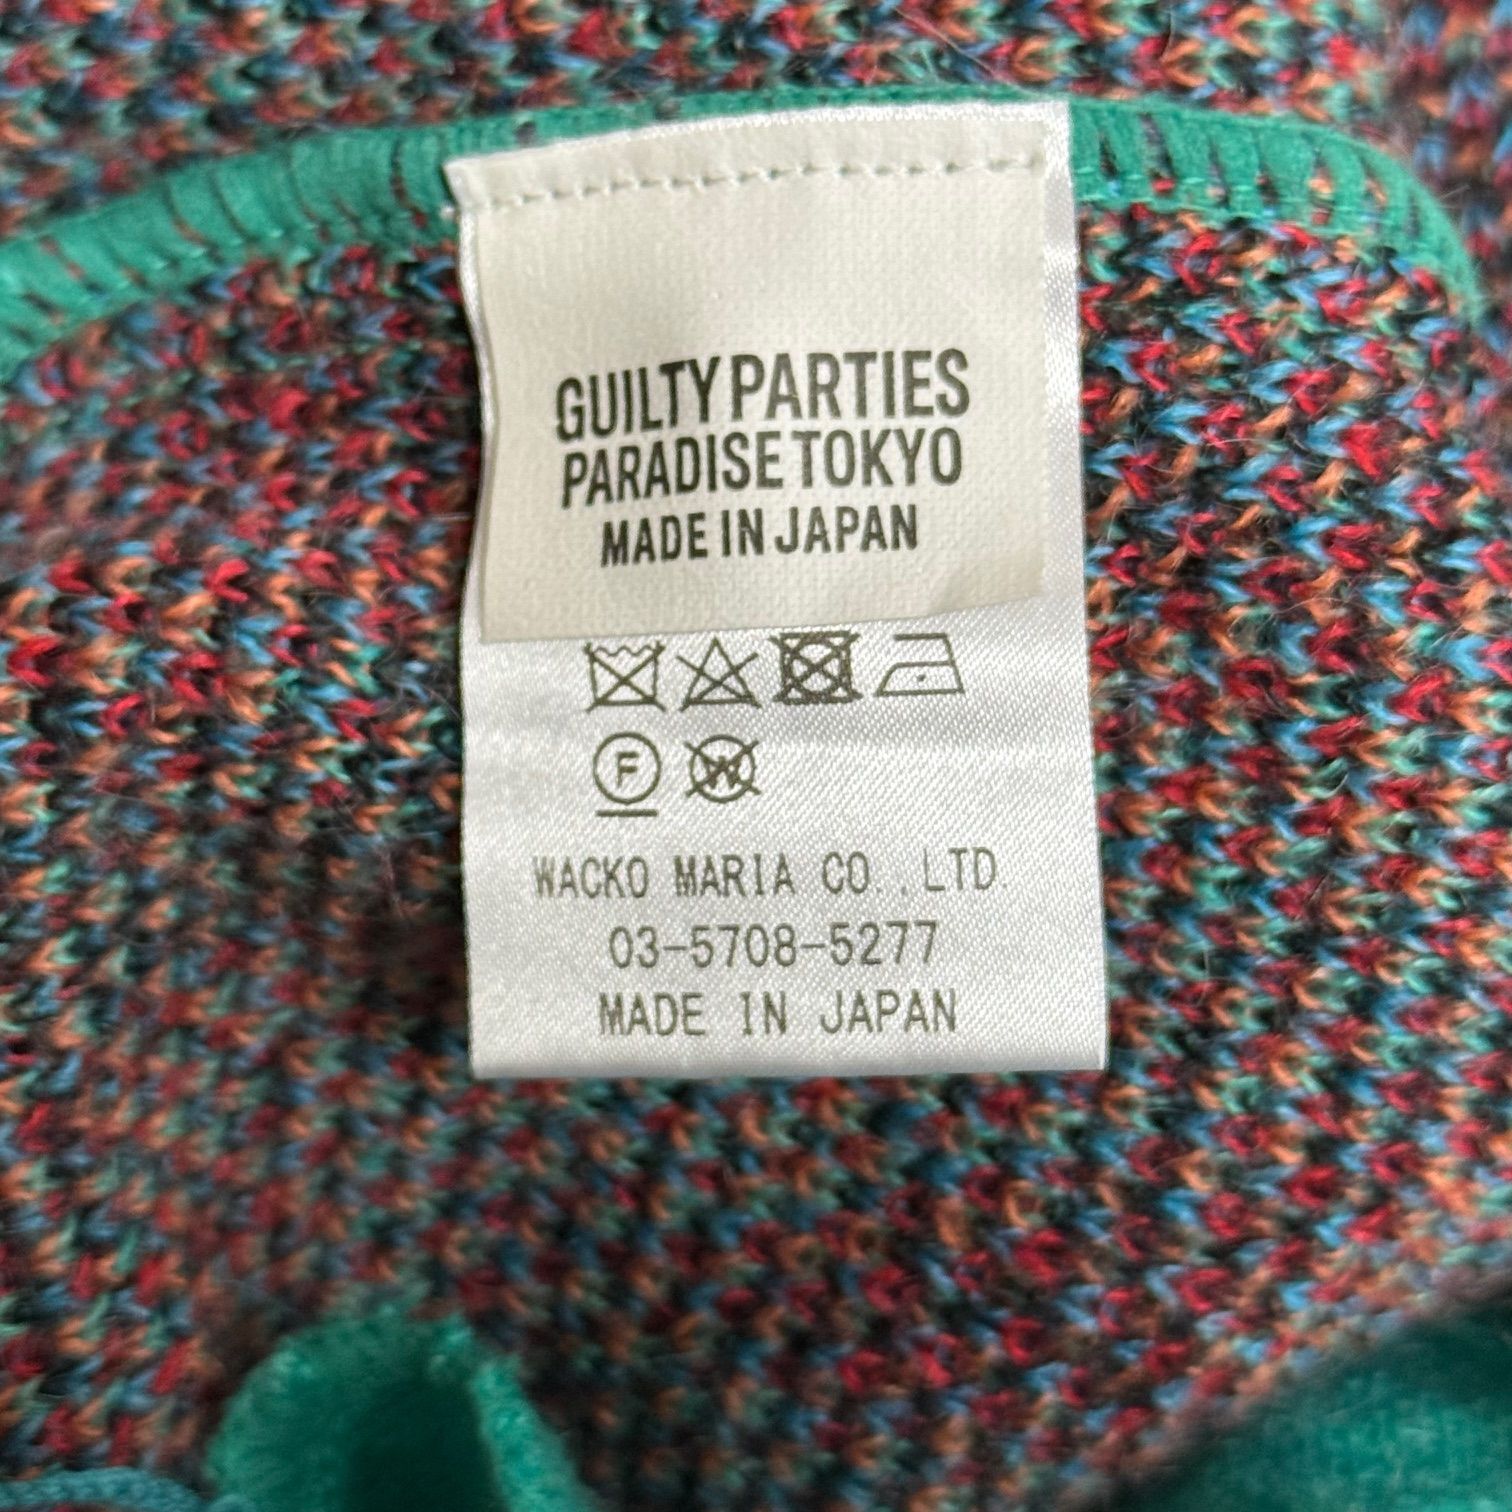 GUILTY PARTIES
PARADISE TOKYO
MADE IN JAPAN
F
W
WACKO MARIA CO.,LTD.
03-5708-5277
MADE IN JAPAN